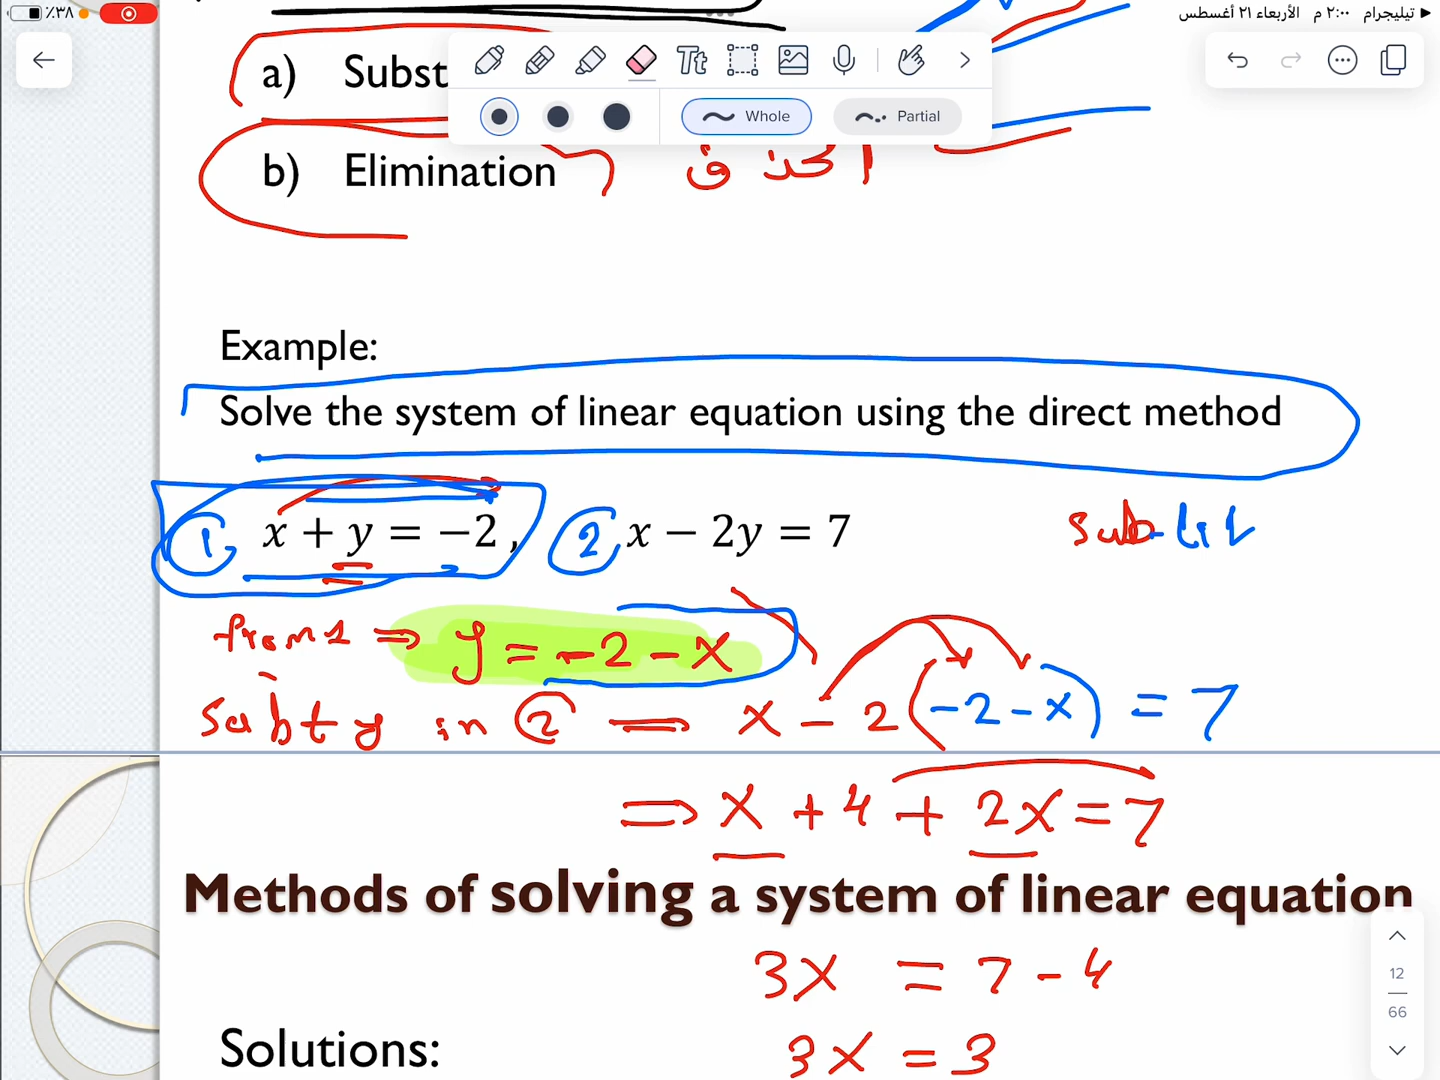 ٪٣٨
◀ تيليجرام ٢:٠٠ م الأربعاء ٢١ أغسطس
a) Subst
Whole
Partial
b) Elimination
احذف
Example:
Solve the system of linear equation using the direct method
1 x + y = −2, 2 x − 2y = 7
from 1 ⇒ y = −2 − x
in 2 ⇒ x − 2(−2 − x) = 7
⇒ x + 4 + 2x = 7
Methods of solving a system of linear equation
3x = 7 − 4
12
66
Solutions:
3x = 3